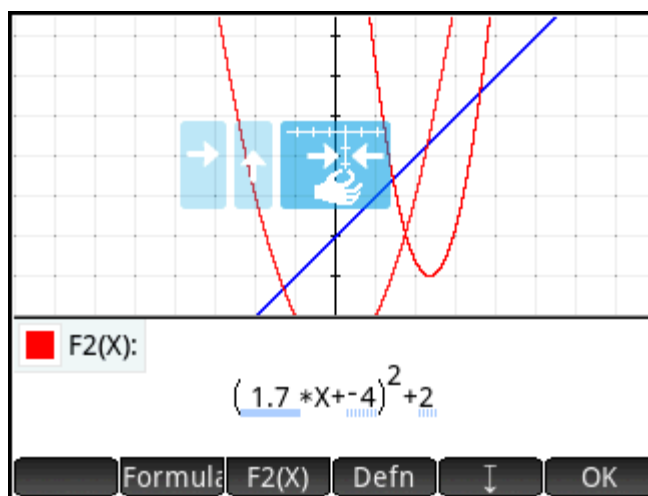 F2(X):
(1.7*X+-4)²+2
Formula F2(X) Defn ↕ OK